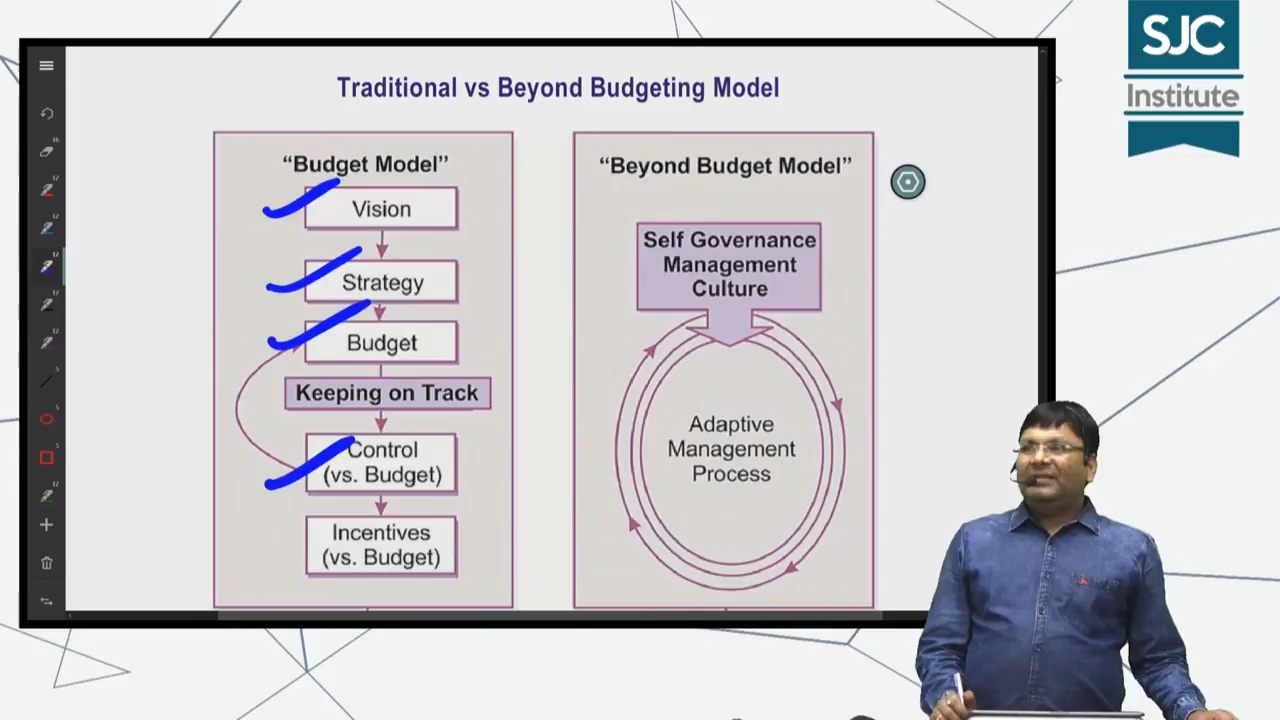 SJC
Institute
Traditional vs Beyond Budgeting Model
“Budget Model”
Vision
Strategy
Budget
Keeping on Track
Control
(vs. Budget)
Incentives
(vs. Budget)
“Beyond Budget Model”
Self Governance
Management
Culture
Adaptive
Management
Process